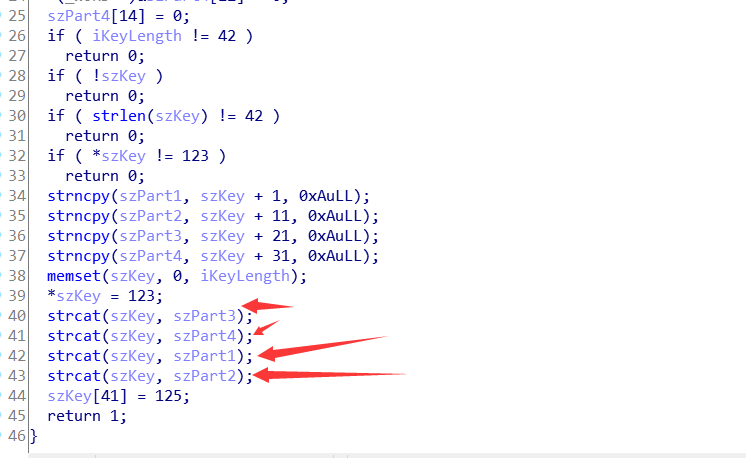 25 szPart4[14] = 0;
26 if ( iKeyLength != 42 )
27 return 0;
28 if ( !szKey )
29 return 0;
30 if ( strlen(szKey) != 42 )
31 return 0;
32 if ( *szKey != 123 )
33 return 0;
34 strncpy(szPart1, szKey + 1, 0xAuLL);
35 strncpy(szPart2, szKey + 11, 0xAuLL);
36 strncpy(szPart3, szKey + 21, 0xAuLL);
37 strncpy(szPart4, szKey + 31, 0xAuLL);
38 memset(szKey, 0, iKeyLength);
39 *szKey = 123;
40 strcat(szKey, szPart3);
41 strcat(szKey, szPart4);
42 strcat(szKey, szPart1);
43 strcat(szKey, szPart2);
44 szKey[41] = 125;
45 return 1;
46 }